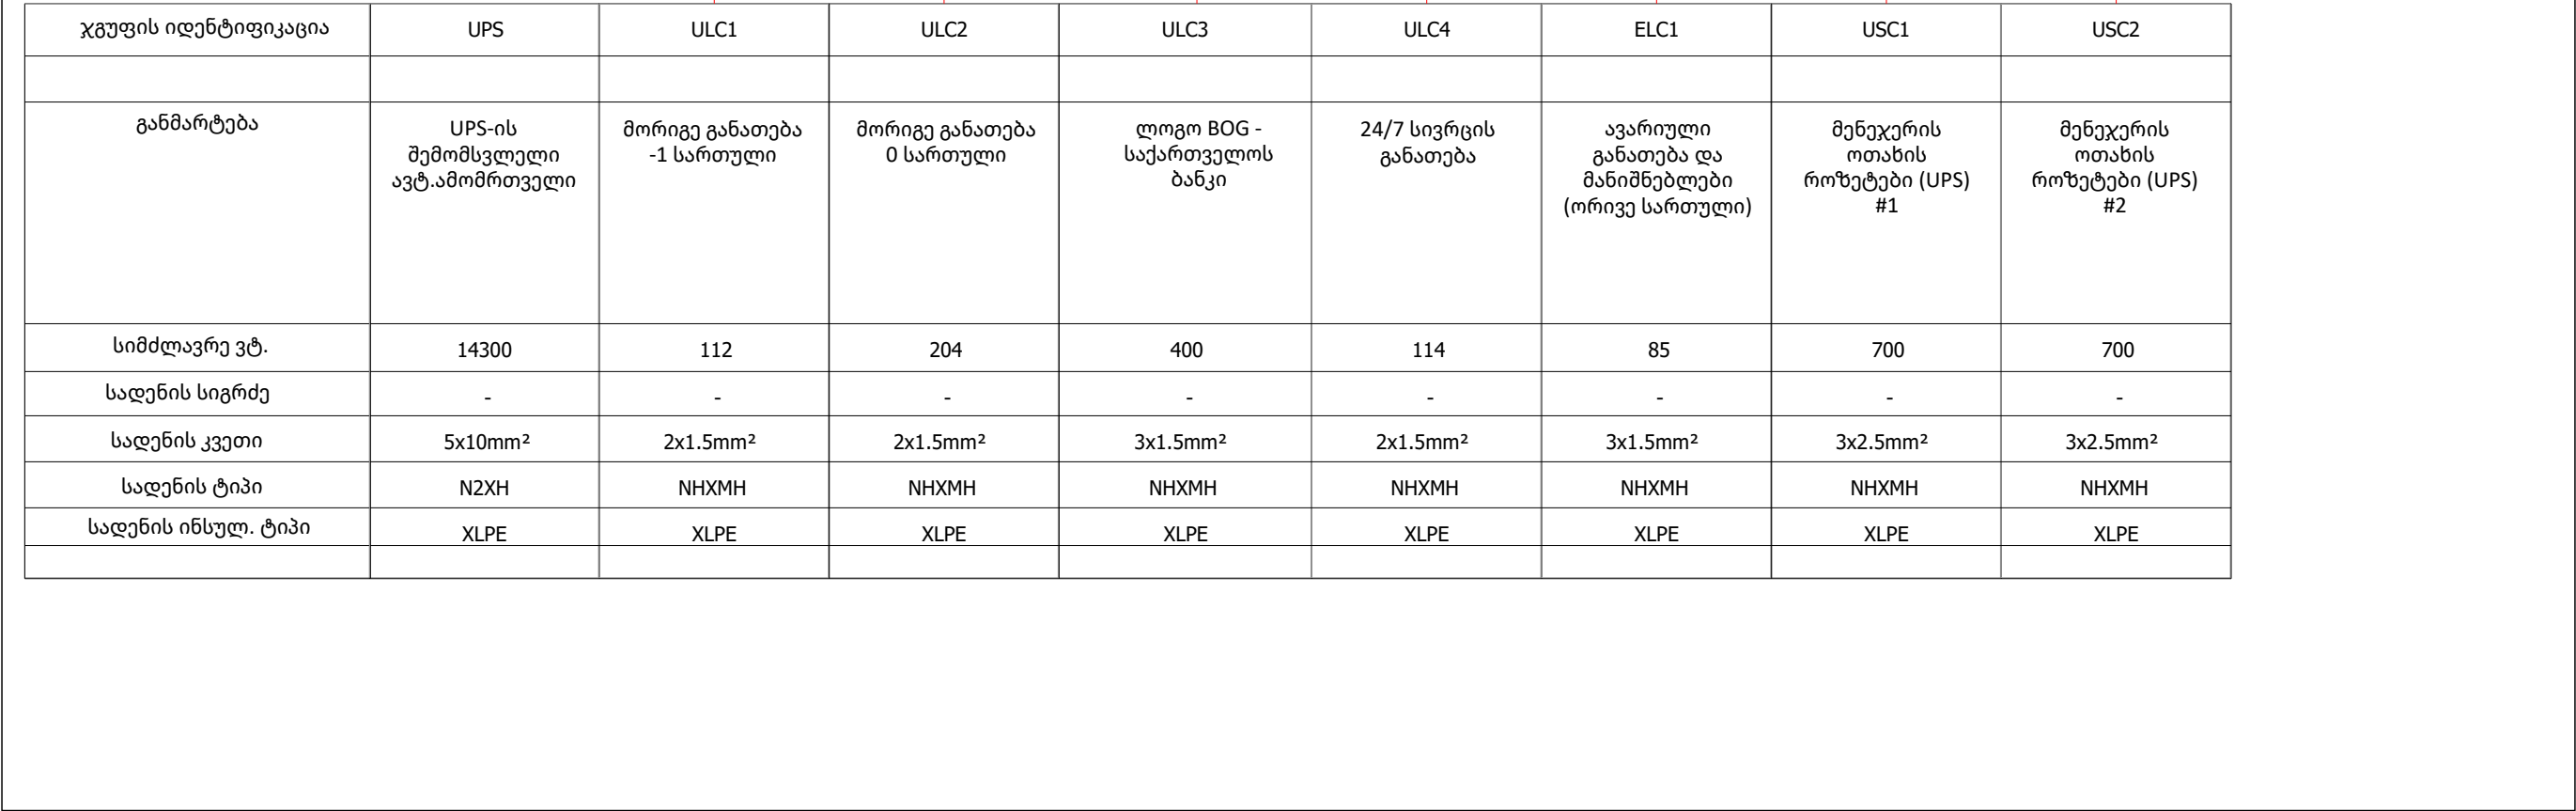 ჯგუფის იდენტიფიკაცია UPS ULC1 ULC2 ULC3 ULC4 ELC1 USC1 USC2
განმარტება
UPS-ის
შემომსვლელი
ავტ.ამომრთველი
მორიგე განათება
-1 სართული
მორიგე განათება
0 სართული
ლოგო BOG -
საქართველოს
ბანკი
24/7 სივრცის
განათება
ავარიული
განათება და
მანიშნებლები
(ორივე სართული)
მენეჯერის
ოთახის
როზეტები (UPS)
#1
მენეჯერის
ოთახის
როზეტები (UPS)
#2
სიმძლავრე ვტ. 14300 112 204 400 114 85 700 700
სადენის სიგრძე - - - - - - - -
სადენის კვეთი 5x10mm² 2x1.5mm² 2x1.5mm² 3x1.5mm² 2x1.5mm² 3x1.5mm² 3x2.5mm² 3x2.5mm²
სადენის ტიპი N2XH NHXMH NHXMH NHXMH NHXMH NHXMH NHXMH NHXMH
სადენის ინსულ. ტიპი XLPE XLPE XLPE XLPE XLPE XLPE XLPE XLPE